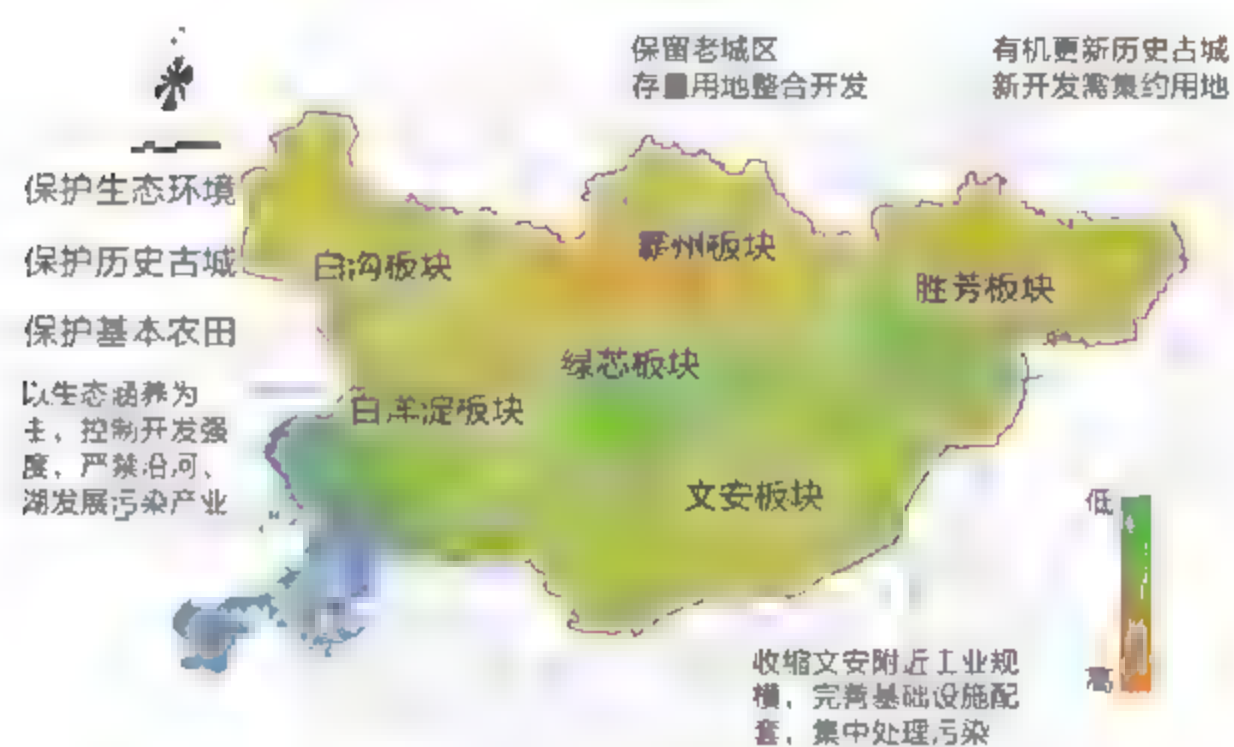 保留老城区
存量用地整合开发
有机更新历史古城
新开发需集约用地
保护生态环境
保护历史古城
保护基本农田
以生态涵养为
主，控制开发强
度，严禁沿河、
湖发展污染产业
白沟板块
霸州板块
胜芳板块
绿芯板块
白洋淀板块
文安板块
低
高
收缩文安附近工业规
模，完善基础设施配
套，集中处理污染